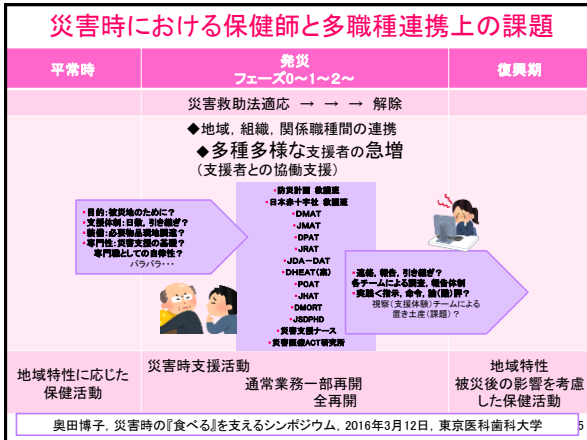 災害時における保健師と多職種連携上の課題
平常時
発災
フェーズ0～1～2～
復興期
災害救助法適応 → → → 解除
◆地域，組織，関係職種間の連携
◆多種多様な支援者の急増
(支援者との協働支援)
・目的：被災地のために？
・支援体制：日数，引き継ぎ？
・装備：必要物品現地調達？
・専門性：災害支援の基礎？
専門職としての自律性？
バラバラ・・・
・防災計画 救護班
・日本赤十字社 救護班
・DMAT
・JMAT
・DPAT
・JRAT
・JDA－DAT
・DHEAT(案)
・PCAT
・JHAT
・DMORT
・JSDPHD
・災害支援ナース
・災害医療ACT研究所
・連絡，報告，引き継ぎ？
各チームによる調査，報告体制
・実践＜指示，命令，論(題)評？
視察(支援体験)チームによる
置き土産(課題)？
地域特性に応じた
保健活動
災害時支援活動
通常業務一部再開
全再開
地域特性
被災後の影響を考慮
した保健活動
奥田博子，災害時の『食べる』を支えるシンポジウム，2016年3月12日，東京医科歯科大学